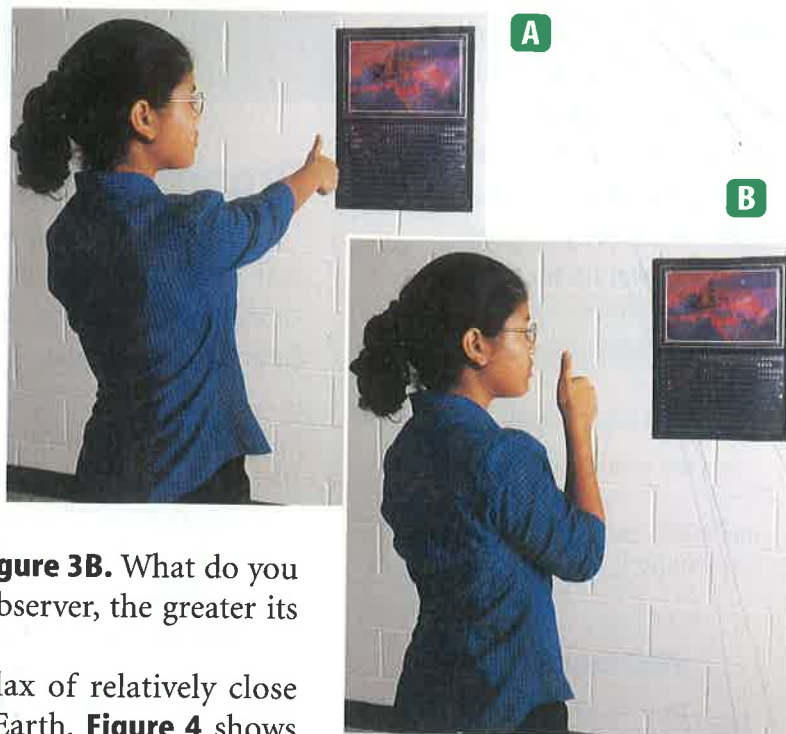 A
B
gure 3B. What do you
bserver, the greater its
lax of relatively close
Earth. Figure 4 shows